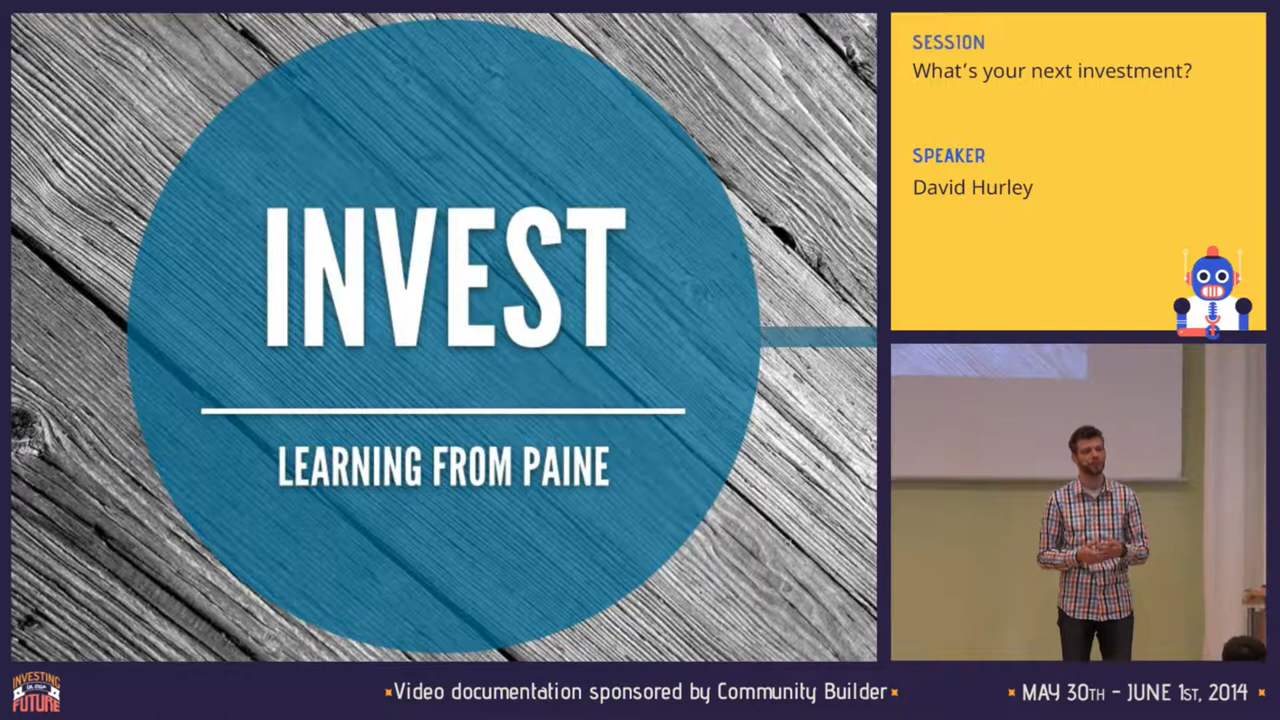 INVEST
LEARNING FROM PAINE
SESSION
What's your next investment?
SPEAKER
David Hurley
INVESTING
FUTURE
Video documentation sponsored by Community Builder
MAY 30TH - JUNE 1ST, 2014